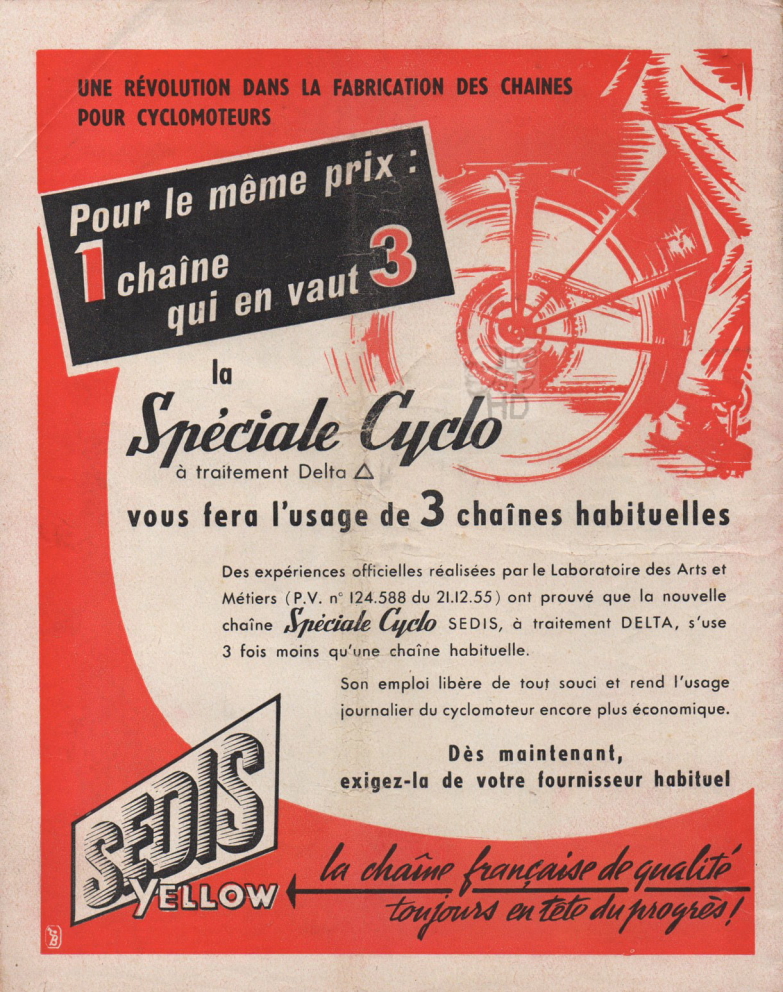 UNE RÉVOLUTION DANS LA FABRICATION DES CHAINES
POUR CYCLOMOTEURS
Pour le même prix :
1 chaîne
qui en vaut 3
la
Spéciale Cyclo
à traitement Delta △
HD
vous fera l'usage de 3 chaînes habituelles
Des expériences officielles réalisées par le Laboratoire des Arts et
Métiers (P.V. n° 124.588 du 21.12.55) ont prouvé que la nouvelle
chaîne Spéciale Cyclo SEDIS, à traitement DELTA, s'use
3 fois moins qu'une chaîne habituelle.
Son emploi libère de tout souci et rend l'usage
journalier du cyclomoteur encore plus économique.
Dès maintenant,
exigez-la de votre fournisseur habituel
SEDIS
YELLOW
la chaîne française de qualité
toujours en tête du progrès !